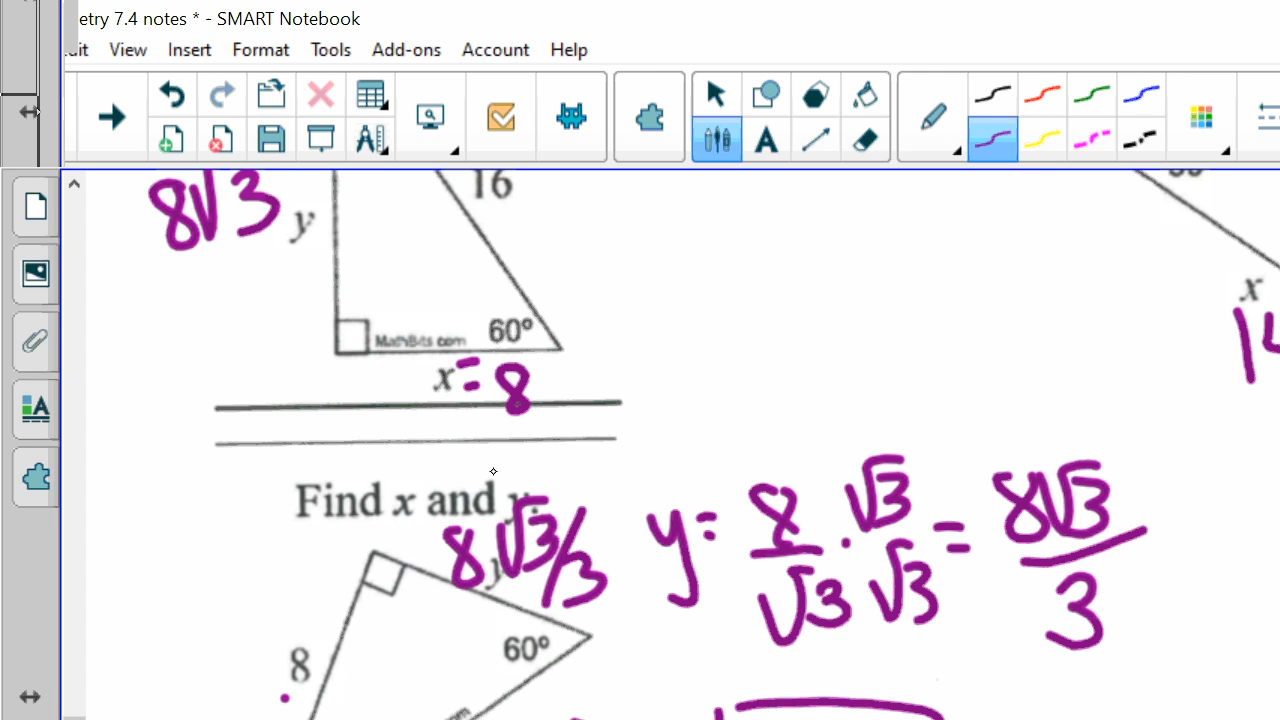 etry 7.4 notes * - SMART Notebook
View Insert Format Tools Add-ons Account Help
8√3 y 16
60°
MathBits com
x = 8
x
Find x and y.
8√3/3 y = 8/√3 · √3/√3 = 8√3/3
60°
8